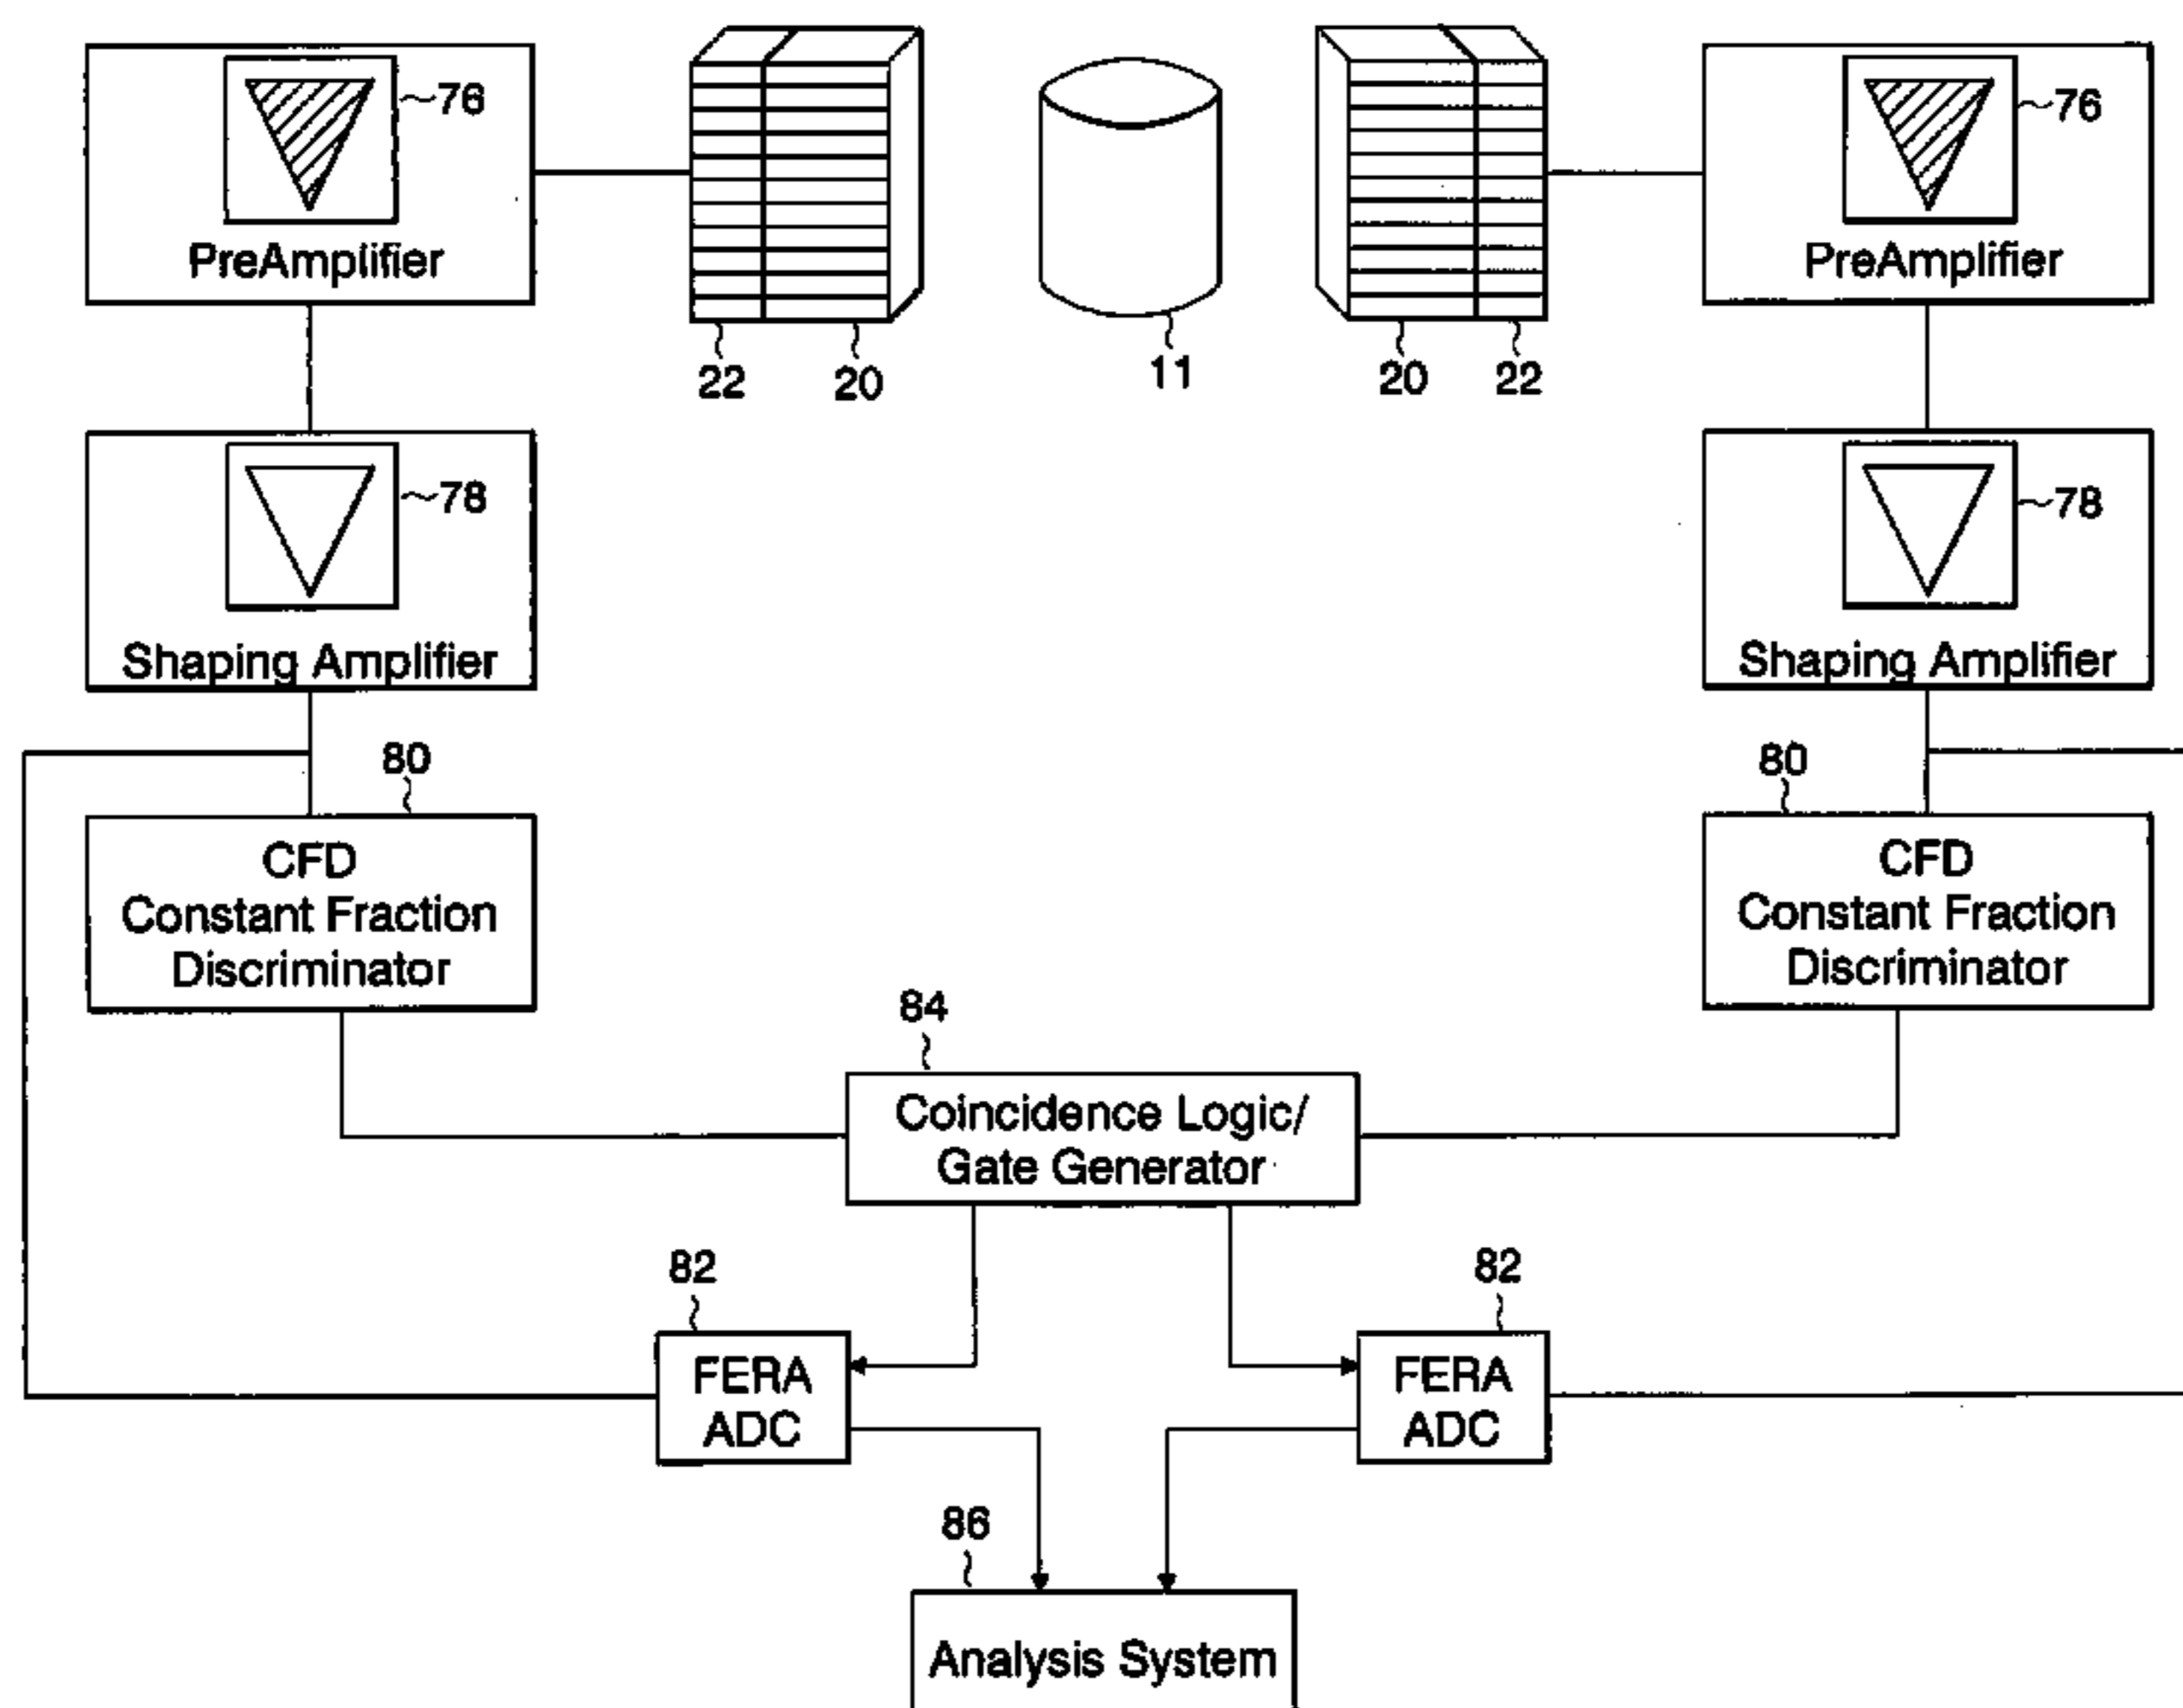 76
76
PreAmplifier
PreAmplifier
22
20
11
20
22
78
78
Shaping Amplifier
Shaping Amplifier
80
80
CFD
Constant Fraction
Discriminator
CFD
Constant Fraction
Discriminator
84
Coincidence Logic/
Gate Generator
82
82
FERA
ADC
FERA
ADC
86
Analysis System